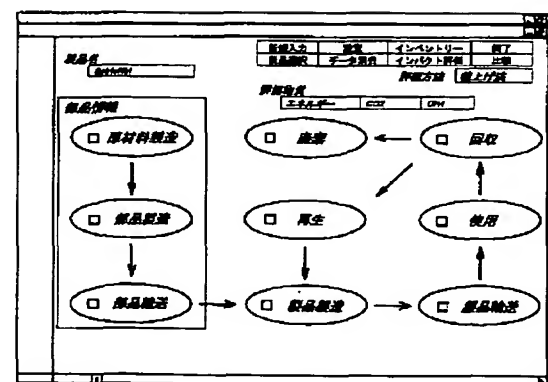 新規入力 変更 インベントリー 終了
製品選択 データ項目 インパクト評価 比較
製品名
評価方法 積上げ法
評価物質
エネルギー CO2
部品情報
原材料製造
廃棄
回収
部品製造
再生
使用
部品輸送
製品製造
部品輸送